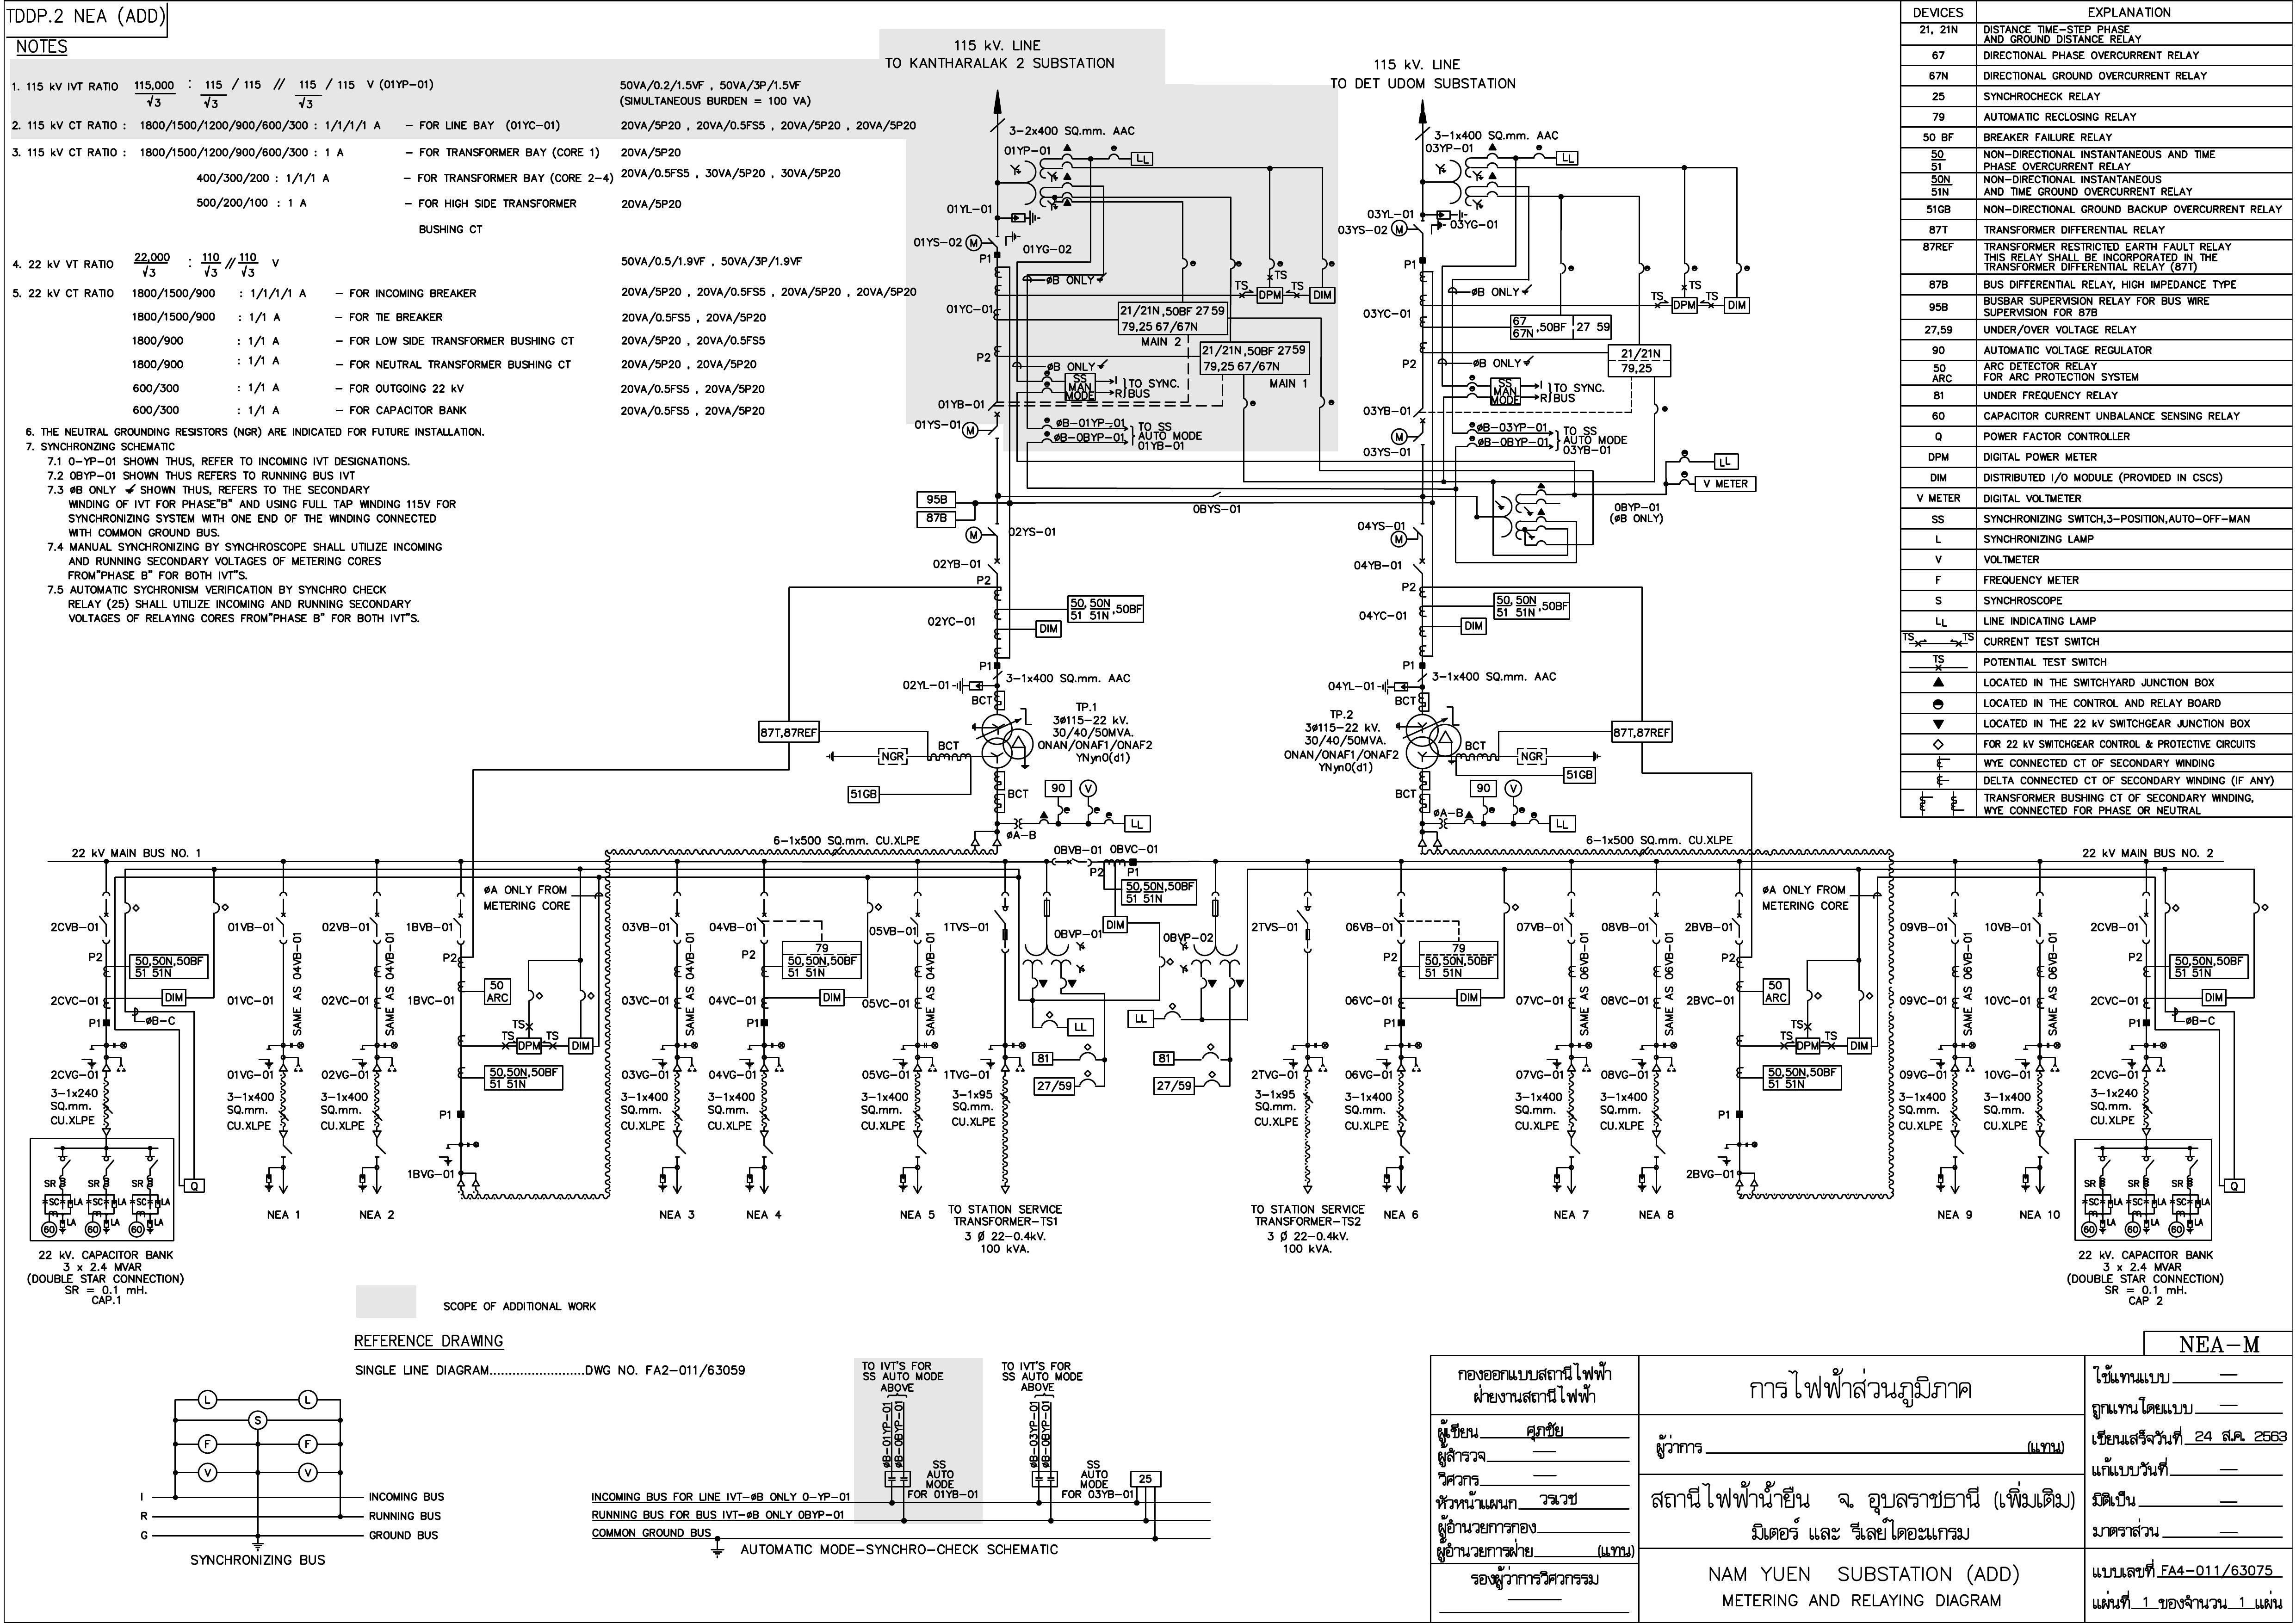 TDDP.2 NEA (ADD)
NOTES
1. 115 kV IVT RATIO 115,000/√3 : 115/√3 / 115 // 115/√3 / 115 V (01YP-01) 50VA/0.2/1.5VF , 50VA/3P/1.5VF
(SIMULTANEOUS BURDEN = 100 VA)
2. 115 kV CT RATIO : 1800/1500/1200/900/600/300 : 1/1/1/1 A - FOR LINE BAY (01YC-01) 20VA/5P20 , 20VA/0.5FS5 , 20VA/5P20 , 20VA/5P20
3. 115 kV CT RATIO : 1800/1500/1200/900/600/300 : 1 A - FOR TRANSFORMER BAY (CORE 1) 20VA/5P20
400/300/200 : 1/1/1 A - FOR TRANSFORMER BAY (CORE 2-4) 20VA/0.5FS5 , 30VA/5P20 , 30VA/5P20
500/200/100 : 1 A - FOR HIGH SIDE TRANSFORMER 20VA/5P20
BUSHING CT
4. 22 kV VT RATIO 22,000/√3 : 110/√3 // 110/√3 V 50VA/0.5/1.9VF , 50VA/3P/1.9VF
5. 22 kV CT RATIO 1800/1500/900 : 1/1/1/1 A - FOR INCOMING BREAKER 20VA/5P20 , 20VA/0.5FS5 , 20VA/5P20 , 20VA/5P20
1800/1500/900 : 1/1 A - FOR TIE BREAKER 20VA/0.5FS5 , 20VA/5P20
1800/900 : 1/1 A - FOR LOW SIDE TRANSFORMER BUSHING CT 20VA/5P20 , 20VA/0.5FS5
1800/900 : 1/1 A - FOR NEUTRAL TRANSFORMER BUSHING CT 20VA/5P20 , 20VA/5P20
600/300 : 1/1 A - FOR OUTGOING 22 kV 20VA/0.5FS5 , 20VA/5P20
600/300 : 1/1 A - FOR CAPACITOR BANK 20VA/0.5FS5 , 20VA/5P20
6. THE NEUTRAL GROUNDING RESISTORS (NGR) ARE INDICATED FOR FUTURE INSTALLATION.
7. SYNCHRONIZING SCHEMATIC
7.1 0-YP-01 SHOWN THUS, REFER TO INCOMING IVT DESIGNATIONS.
7.2 0BYP-01 SHOWN THUS REFERS TO RUNNING BUS IVT
7.3 øB ONLY SHOWN THUS, REFERS TO THE SECONDARY
WINDING OF IVT FOR PHASE"B" AND USING FULL TAP WINDING 115V FOR
SYNCHRONIZING SYSTEM WITH ONE END OF THE WINDING CONNECTED
WITH COMMON GROUND BUS.
7.4 MANUAL SYNCHRONIZING BY SYNCHROSCOPE SHALL UTILIZE INCOMING
AND RUNNING SECONDARY VOLTAGES OF METERING CORES
FROM"PHASE B" FOR BOTH IVT"S.
7.5 AUTOMATIC SYCHRONISM VERIFICATION BY SYNCHRO CHECK
RELAY (25) SHALL UTILIZE INCOMING AND RUNNING SECONDARY
VOLTAGES OF RELAYING CORES FROM"PHASE B" FOR BOTH IVT"S.
115 kV. LINE
TO KANTHARALAK 2 SUBSTATION
3-2x400 SQ.mm. AAC
01YP-01
LL
01YL-01
01YS-02
M
01YG-02
P1
øB ONLY
TS
TS DPM TS DIM
01YC-01
21/21N,50BF 27 59
79,25 67/67N
MAIN 2
P2
21/21N,50BF 27 59
79,25 67/67N
MAIN 1
øB ONLY
SS
MAN
MODE
I
R
TO SYNC.
BUS
01YB-01
01YS-01
M
øB-01YP-01
øB-0BYP-01
TO SS
AUTO MODE
01YB-01
115 kV. LINE
TO DET UDOM SUBSTATION
3-1x400 SQ.mm. AAC
03YP-01
LL
03YL-01
03YS-02
M
03YG-01
P1
øB ONLY
TS
TS DPM TS DIM
03YC-01
67
67N ,50BF 27 59
P2
21/21N
79,25
øB ONLY
SS
MAN
MODE
I
R
TO SYNC.
BUS
03YB-01
M
03YS-01
øB-03YP-01
øB-0BYP-01
TO SS
AUTO MODE
03YB-01
LL
V METER
95B
87B
0BYS-01
0BYP-01
(øB ONLY)
M
02YS-01
02YB-01
P2
50,50N
51 51N ,50BF
02YC-01
DIM
P1
02YL-01
3-1x400 SQ.mm. AAC
BCT
TP.1
3ø115-22 kV.
30/40/50MVA.
ONAN/ONAF1/ONAF2
YNyn0(d1)
87T,87REF
BCT
NGR
51GB
BCT
90
V
øA-B
LL
04YS-01
M
04YB-01
P2
50,50N
51 51N ,50BF
04YC-01
DIM
P1
04YL-01
3-1x400 SQ.mm. AAC
BCT
TP.2
3ø115-22 kV.
30/40/50MVA.
ONAN/ONAF1/ONAF2
YNyn0(d1)
87T,87REF
BCT
NGR
51GB
BCT
90
V
øA-B
LL
6-1x500 SQ.mm. CU.XLPE
6-1x500 SQ.mm. CU.XLPE
22 kV MAIN BUS NO. 1
22 kV MAIN BUS NO. 2
0BVB-01
0BVC-01
P2
P1
50,50N,50BF
51 51N
DIM
0BVP-01
0BVP-02
LL
81
27/59
LL
81
27/59
2CVB-01
P2
50,50N,50BF
51 51N
2CVC-01
DIM
P1
øB-C
2CVG-01
3-1x240
SQ.mm.
CU.XLPE
SR SR SR
SC LA SC LA SC LA
60 LA 60 LA 60 LA
Q
22 kV. CAPACITOR BANK
3 x 2.4 MVAR
(DOUBLE STAR CONNECTION)
SR = 0.1 mH.
CAP.1
01VB-01
01VC-01
SAME AS 04VB-01
01VG-01
3-1x400
SQ.mm.
CU.XLPE
NEA 1
02VB-01
02VC-01
SAME AS 04VB-01
02VG-01
3-1x400
SQ.mm.
CU.XLPE
NEA 2
øA ONLY FROM
METERING CORE
1BVB-01
P2
50
ARC
1BVC-01
TS
TS DPM TS DIM
50,50N,50BF
51 51N
P1
1BVG-01
03VB-01
03VC-01
SAME AS 04VB-01
03VG-01
3-1x400
SQ.mm.
CU.XLPE
NEA 3
04VB-01
79
50,50N,50BF
51 51N
P2
04VC-01
DIM
P1
04VG-01
3-1x400
SQ.mm.
CU.XLPE
NEA 4
05VB-01
05VC-01
SAME AS 04VB-01
05VG-01
3-1x400
SQ.mm.
CU.XLPE
NEA 5
1TVS-01
1TVG-01
3-1x95
SQ.mm.
CU.XLPE
TO STATION SERVICE
TRANSFORMER-TS1
3 Ø 22-0.4kV.
100 kVA.
2TVS-01
2TVG-01
3-1x95
SQ.mm.
CU.XLPE
TO STATION SERVICE
TRANSFORMER-TS2
3 Ø 22-0.4kV.
100 kVA.
06VB-01
79
50,50N,50BF
51 51N
P2
06VC-01
DIM
P1
06VG-01
3-1x400
SQ.mm.
CU.XLPE
NEA 6
07VB-01
07VC-01
SAME AS 06VB-01
07VG-01
3-1x400
SQ.mm.
CU.XLPE
NEA 7
08VB-01
08VC-01
SAME AS 06VB-01
08VG-01
3-1x400
SQ.mm.
CU.XLPE
NEA 8
øA ONLY FROM
METERING CORE
2BVB-01
P2
50
ARC
2BVC-01
TS
TS DPM TS DIM
50,50N,50BF
51 51N
P1
2BVG-01
09VB-01
09VC-01
SAME AS 06VB-01
09VG-01
3-1x400
SQ.mm.
CU.XLPE
NEA 9
10VB-01
10VC-01
SAME AS 06VB-01
10VG-01
3-1x400
SQ.mm.
CU.XLPE
NEA 10
2CVB-01
P2
50,50N,50BF
51 51N
2CVC-01
DIM
P1
øB-C
2CVG-01
3-1x240
SQ.mm.
CU.XLPE
SR SR SR
SC LA SC LA SC LA
60 LA 60 LA 60 LA
Q
22 kV. CAPACITOR BANK
3 x 2.4 MVAR
(DOUBLE STAR CONNECTION)
SR = 0.1 mH.
CAP 2
DEVICES EXPLANATION
21, 21N DISTANCE TIME-STEP PHASE
AND GROUND DISTANCE RELAY
67 DIRECTIONAL PHASE OVERCURRENT RELAY
67N DIRECTIONAL GROUND OVERCURRENT RELAY
25 SYNCHROCHECK RELAY
79 AUTOMATIC RECLOSING RELAY
50 BF BREAKER FAILURE RELAY
50 NON-DIRECTIONAL INSTANTANEOUS AND TIME
51 PHASE OVERCURRENT RELAY
50N NON-DIRECTIONAL INSTANTANEOUS
51N AND TIME GROUND OVERCURRENT RELAY
51GB NON-DIRECTIONAL GROUND BACKUP OVERCURRENT RELAY
87T TRANSFORMER DIFFERENTIAL RELAY
87REF TRANSFORMER RESTRICTED EARTH FAULT RELAY
THIS RELAY SHALL BE INCORPORATED IN THE
TRANSFORMER DIFFERENTIAL RELAY (87T)
87B BUS DIFFERENTIAL RELAY, HIGH IMPEDANCE TYPE
95B BUSBAR SUPERVISION RELAY FOR BUS WIRE
SUPERVISION FOR 87B
27,59 UNDER/OVER VOLTAGE RELAY
90 AUTOMATIC VOLTAGE REGULATOR
50 ARC DETECTOR RELAY
ARC FOR ARC PROTECTION SYSTEM
81 UNDER FREQUENCY RELAY
60 CAPACITOR CURRENT UNBALANCE SENSING RELAY
Q POWER FACTOR CONTROLLER
DPM DIGITAL POWER METER
DIM DISTRIBUTED I/O MODULE (PROVIDED IN CSCS)
V METER DIGITAL VOLTMETER
SS SYNCHRONIZING SWITCH,3-POSITION,AUTO-OFF-MAN
L SYNCHRONIZING LAMP
V VOLTMETER
F FREQUENCY METER
S SYNCHROSCOPE
LL LINE INDICATING LAMP
TS TS CURRENT TEST SWITCH
TS POTENTIAL TEST SWITCH
▲ LOCATED IN THE SWITCHYARD JUNCTION BOX
LOCATED IN THE CONTROL AND RELAY BOARD
▼ LOCATED IN THE 22 kV SWITCHGEAR JUNCTION BOX
◇ FOR 22 kV SWITCHGEAR CONTROL & PROTECTIVE CIRCUITS
WYE CONNECTED CT OF SECONDARY WINDING
DELTA CONNECTED CT OF SECONDARY WINDING (IF ANY)
TRANSFORMER BUSHING CT OF SECONDARY WINDING,
WYE CONNECTED FOR PHASE OR NEUTRAL
SCOPE OF ADDITIONAL WORK
REFERENCE DRAWING
SINGLE LINE DIAGRAM.........................DWG NO. FA2-011/63059
L L
S
F F
V V
I INCOMING BUS
R RUNNING BUS
G GROUND BUS
SYNCHRONIZING BUS
TO IVT'S FOR
SS AUTO MODE
ABOVE
øB-01YP-01
øB-0BYP-01
SS
AUTO
MODE
FOR 01YB-01
TO IVT'S FOR
SS AUTO MODE
ABOVE
øB-03YP-01
øB-0BYP-01
SS
AUTO
MODE
FOR 03YB-01
25
INCOMING BUS FOR LINE IVT-øB ONLY 0-YP-01
RUNNING BUS FOR BUS IVT-øB ONLY 0BYP-01
COMMON GROUND BUS
AUTOMATIC MODE-SYNCHRO-CHECK SCHEMATIC
NEA-M
กองออกแบบสถานีไฟฟ้า
ฝ่ายงานสถานีไฟฟ้า
ผู้เขียน ศุภชัย
ผู้สำรวจ —
วิศวกร —
หัวหน้าแผนก วรเวช
ผู้อำนวยการกอง
ผู้อำนวยการฝ่าย (แทน)
รองผู้ว่าการวิศวกรรม
การไฟฟ้าส่วนภูมิภาค
ผู้ว่าการ (แทน)
สถานีไฟฟ้าน้ำยืน จ. อุบลราชธานี (เพิ่มเติม)
มิเตอร์ และ รีเลย์ไดอะแกรม
NAM YUEN SUBSTATION (ADD)
METERING AND RELAYING DIAGRAM
ใช้แทนแบบ —
ถูกแทนโดยแบบ —
เขียนเสร็จวันที่ 24 ส.ค. 2563
แก้แบบวันที่ —
มิติเป็น —
มาตราส่วน —
แบบเลขที่ FA4-011/63075
แผ่นที่ 1 ของจำนวน 1 แผ่น